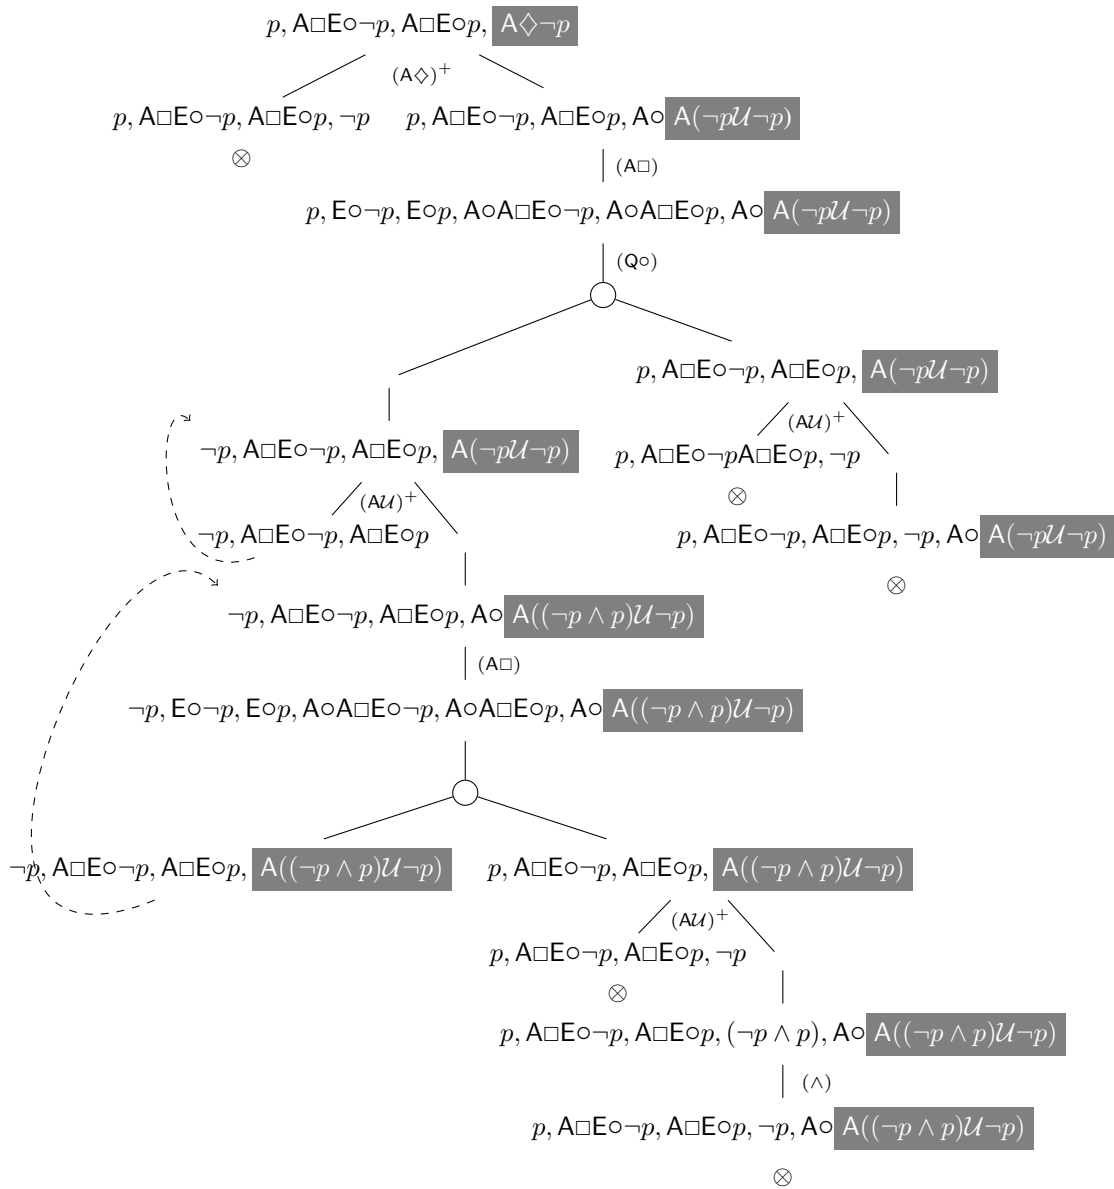 p, A□E○¬p, A□E○p, A◇¬p
(A◇)⁺
p, A□E○¬p, A□E○p, ¬p
p, A□E○¬p, A□E○p, A○A(¬p𝒰¬p)
⊗
(A□)
p, E○¬p, E○p, A○A□E○¬p, A○A□E○p, A○A(¬p𝒰¬p)
(Q○)
p, A□E○¬p, A□E○p, A(¬p𝒰¬p)
(A𝒰)⁺
¬p, A□E○¬p, A□E○p, A(¬p𝒰¬p)
p, A□E○¬pA□E○p, ¬p
⊗
(A𝒰)⁺
¬p, A□E○¬p, A□E○p
p, A□E○¬p, A□E○p, ¬p, A○A(¬p𝒰¬p)
⊗
¬p, A□E○¬p, A□E○p, A○A((¬p ∧ p)𝒰¬p)
(A□)
¬p, E○¬p, E○p, A○A□E○¬p, A○A□E○p, A○A((¬p ∧ p)𝒰¬p)
¬p, A□E○¬p, A□E○p, A((¬p ∧ p)𝒰¬p)
p, A□E○¬p, A□E○p, A((¬p ∧ p)𝒰¬p)
(A𝒰)⁺
p, A□E○¬p, A□E○p, ¬p
⊗
p, A□E○¬p, A□E○p, (¬p ∧ p), A○A((¬p ∧ p)𝒰¬p)
(∧)
p, A□E○¬p, A□E○p, ¬p, A○A((¬p ∧ p)𝒰¬p)
⊗